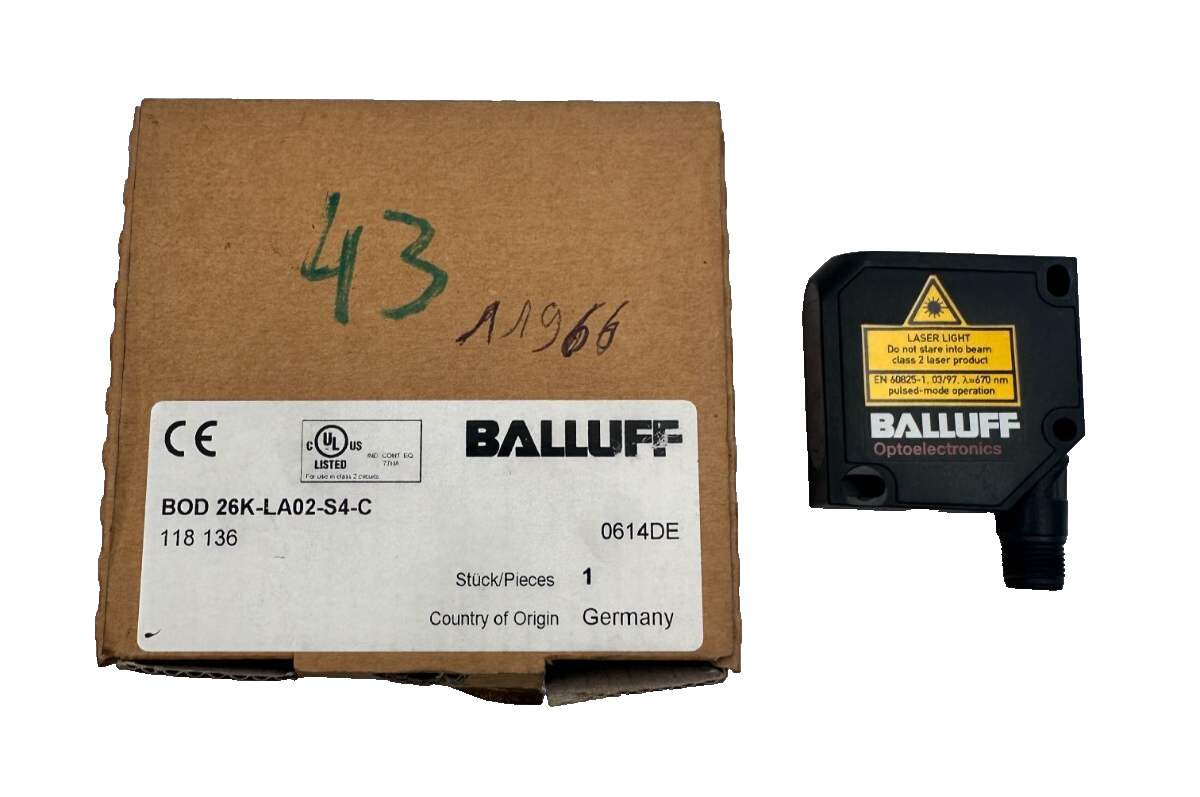 43
11966
CE
C UL US
LISTED
IND. CONT. EQ
77HA
For use in class 2 circuits
BALLUFF
BOD 26K-LA02-S4-C
118 136
0614DE
Stück/Pieces 1
Country of Origin Germany
LASER LIGHT
Do not stare into beam
class 2 laser product
EN 60825-1, 03/97, λ=670 nm
pulsed-mode operation
BALLUFF
Optoelectronics